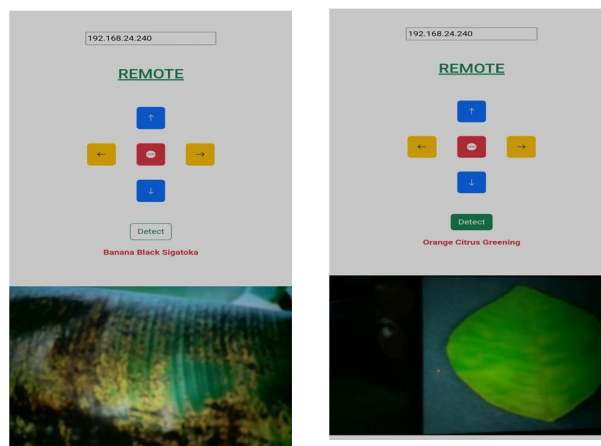 192.168.24.240
REMOTE
↑
← →
↓
Detect
Banana Black Sigatoka
192.168.24.240
REMOTE
↑
← →
↓
Detect
Orange Citrus Greening